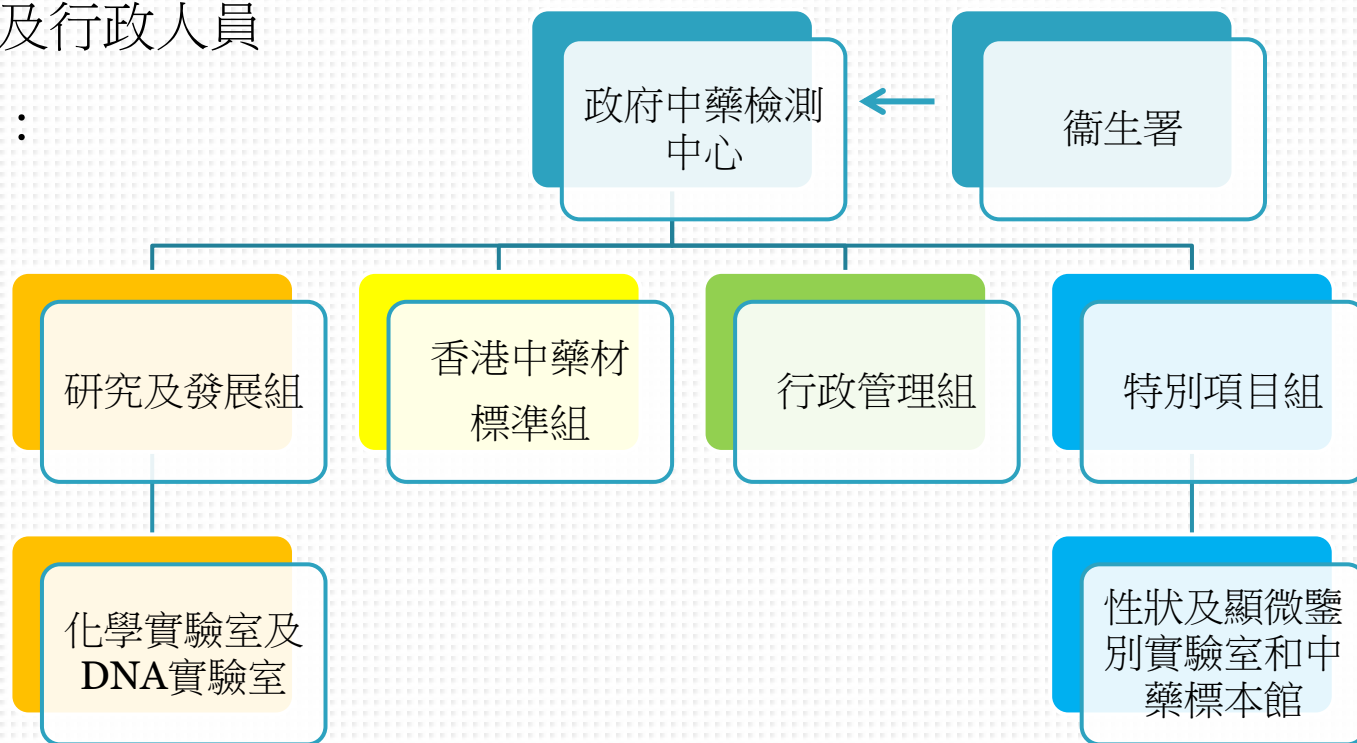 及行政人員
：
政府中藥檢測
中心
衞生署
研究及發展組
香港中藥材
標準組
行政管理組
特別項目組
化學實驗室及
DNA實驗室
性狀及顯微鑒
別實驗室和中
藥標本館